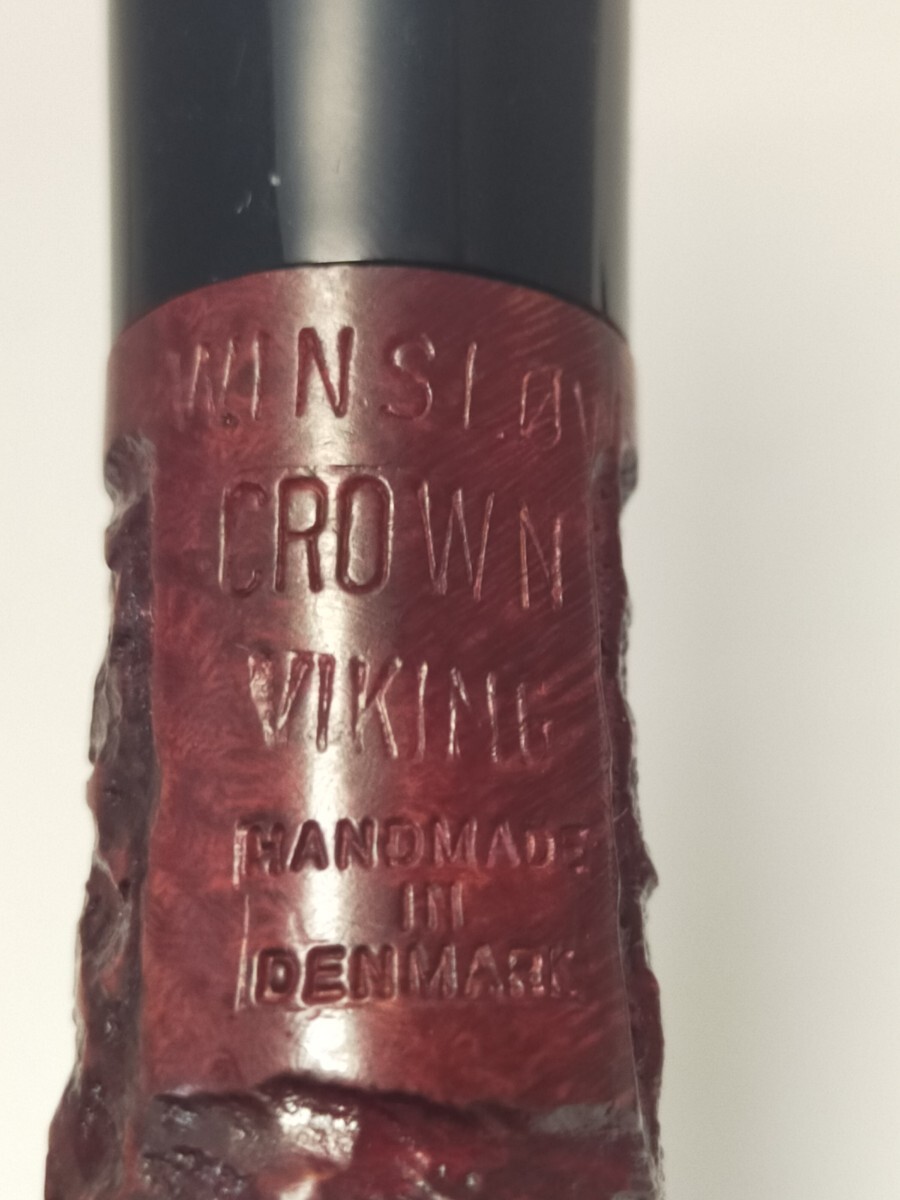 WINSLØW
CROWN
VIKING
HANDMADE
IN
DENMARK